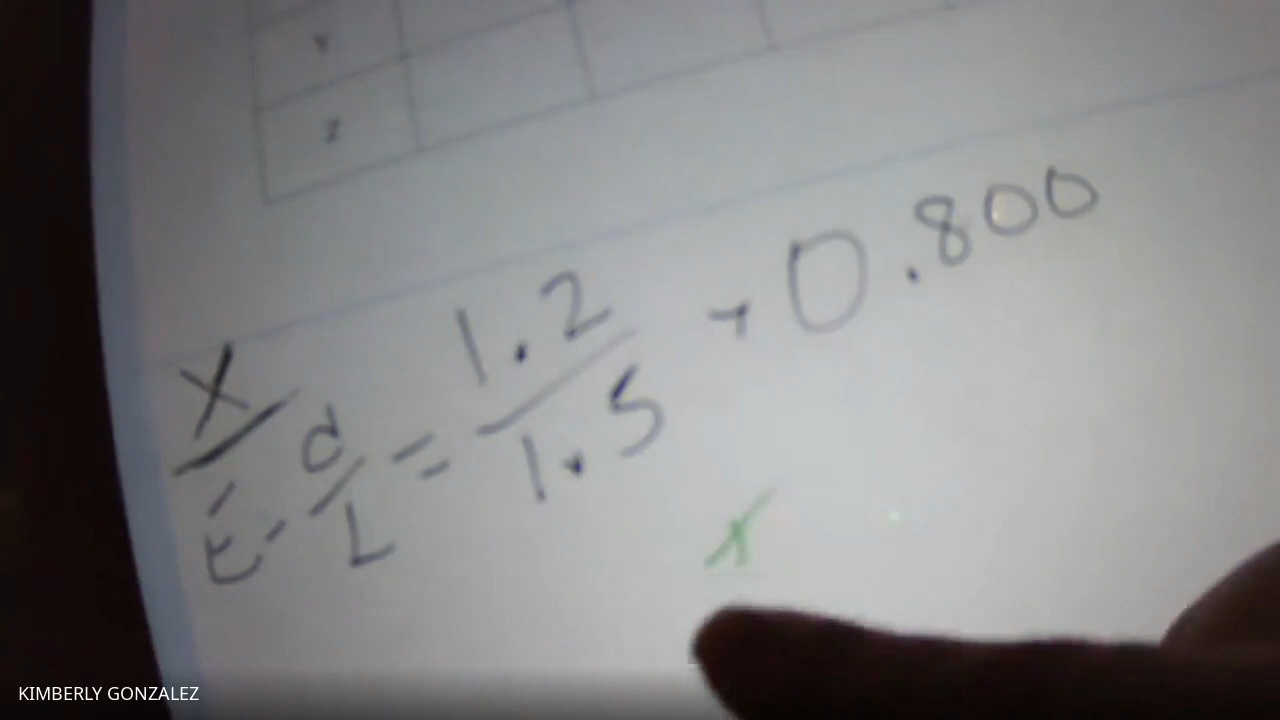 Y
Z
X
d/L = 1.2/1.5 → 0.800
X
KIMBERLY GONZALEZ